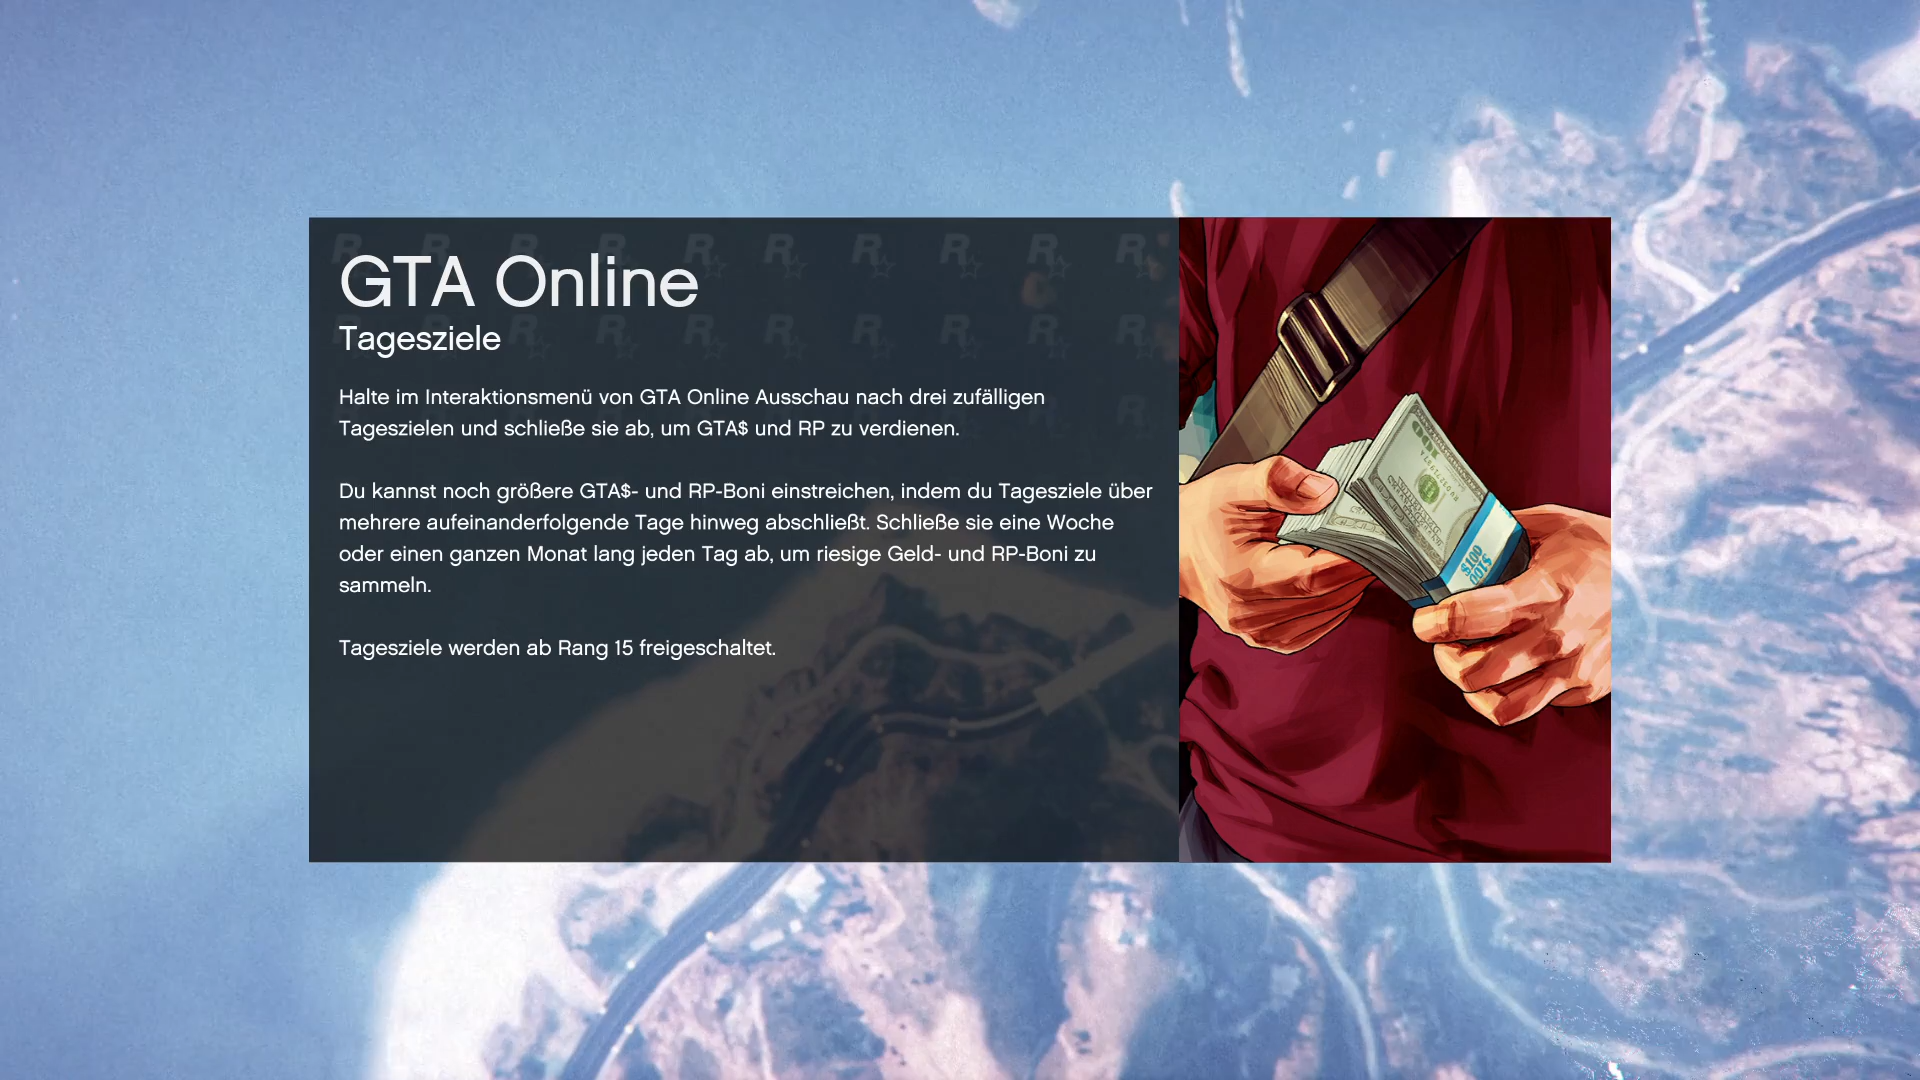 GTA Online
Tagesziele
Halte im Interaktionsmenü von GTA Online Ausschau nach drei zufälligen
Tageszielen und schließe sie ab, um GTA$ und RP zu verdienen.
Du kannst noch größere GTA$- und RP-Boni einstreichen, indem du Tagesziele über
mehrere aufeinanderfolgende Tage hinweg abschließt. Schließe sie eine Woche
oder einen ganzen Monat lang jeden Tag ab, um riesige Geld- und RP-Boni zu
sammeln.
Tagesziele werden ab Rang 15 freigeschaltet.
100
$100
$100